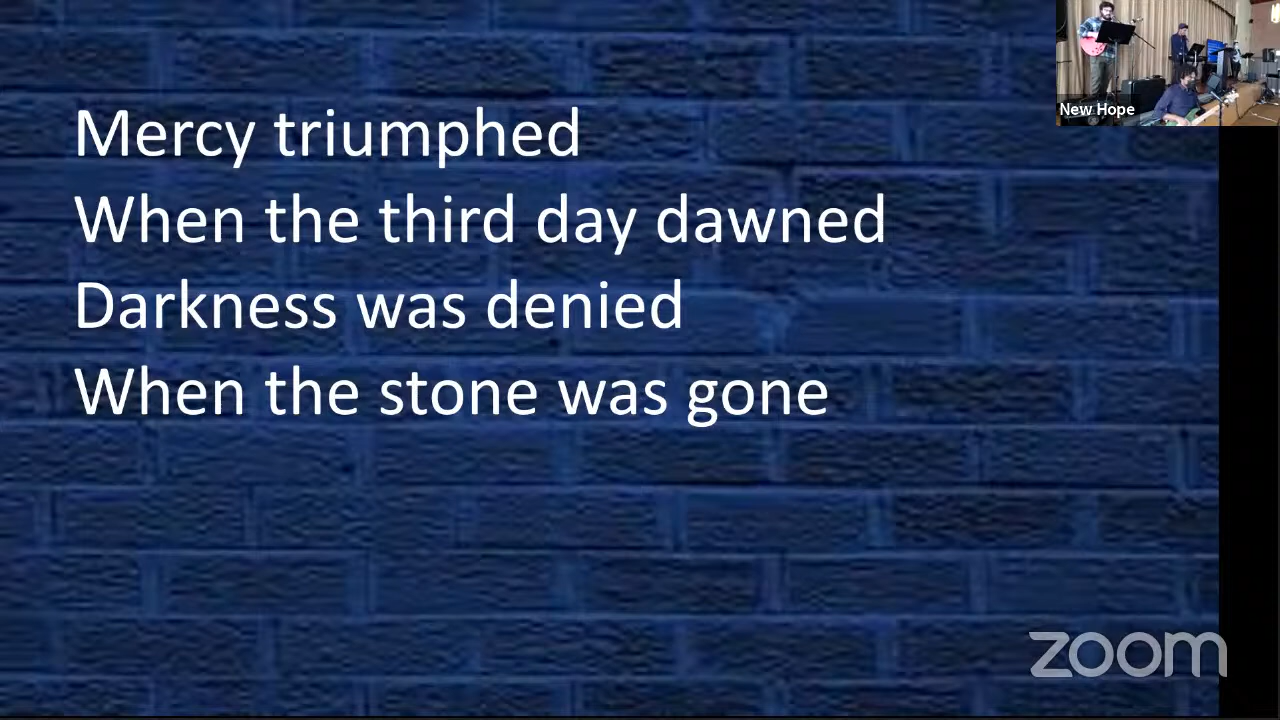 Mercy triumphed
When the third day dawned
Darkness was denied
When the stone was gone
New Hope
zoom